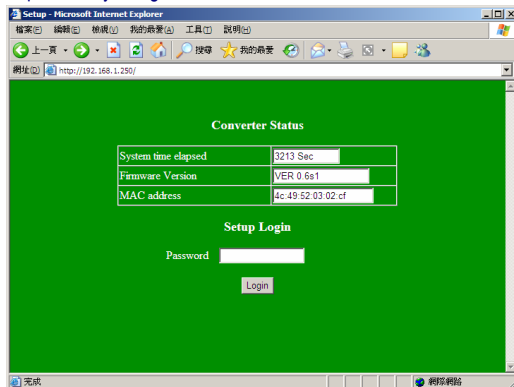 Setup - Microsoft Internet Explorer
檔案(F) 編輯(E) 檢視(V) 我的最愛(A) 工具(T) 說明(H)
上一頁 搜尋 我的最愛
網址(D) http://192.168.1.250/
Converter Status
System time elapsed 3213 Sec
Firmware Version VER 0.6s1
MAC address 4c:49:52:03:02:cf
Setup Login
Password
Login
完成 網際網路